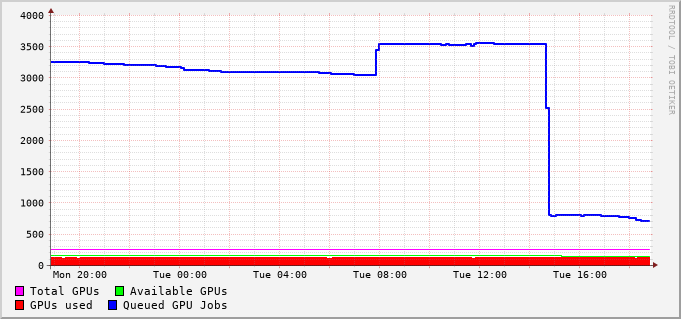 4000
3500
3000
2500
2000
1500
1000
500
0
Mon 20:00 Tue 00:00 Tue 04:00 Tue 08:00 Tue 12:00 Tue 16:00
Total GPUs Available GPUs
GPUs used Queued GPU Jobs
RRDTOOL / TOBI OETIKER